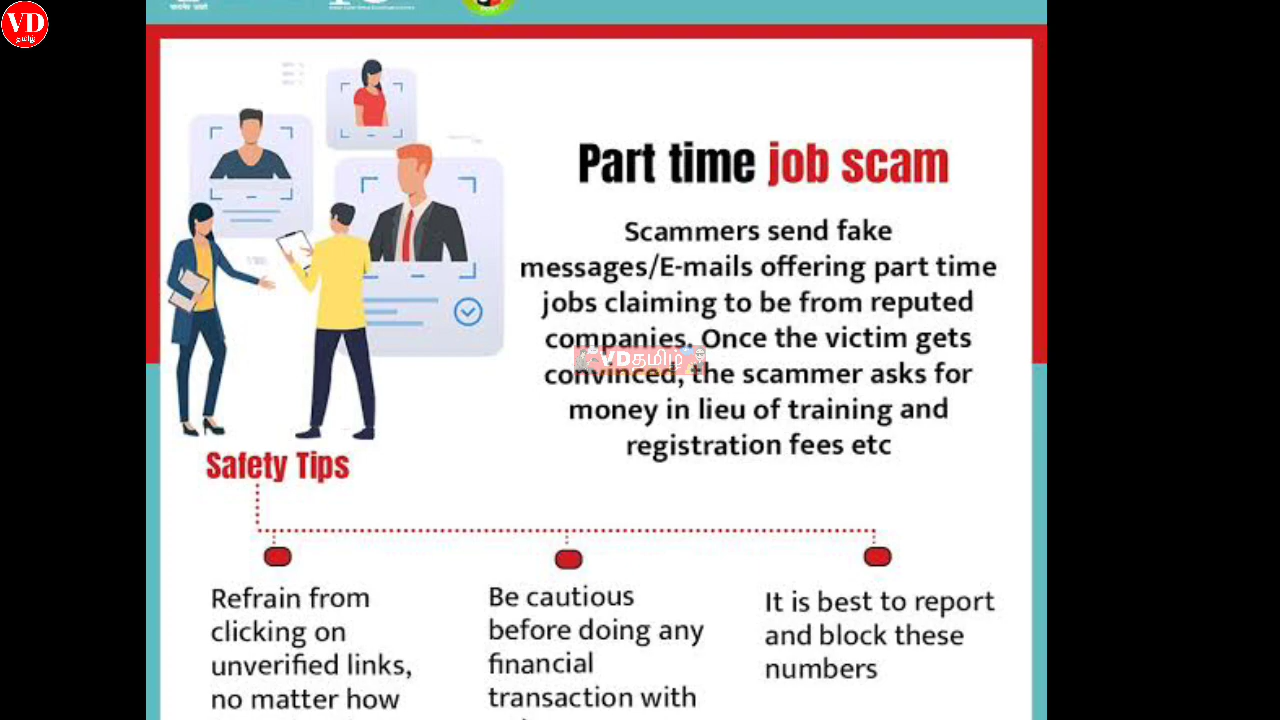 VD
தமிழ்
Part time job scam
Scammers send fake
messages/E-mails offering part time
jobs claiming to be from reputed
companies. Once the victim gets
VDதமிழ்
convinced, the scammer asks for
money in lieu of training and
registration fees etc
Safety Tips
Refrain from
clicking on
unverified links,
no matter how
Be cautious
before doing any
financial
transaction with
It is best to report
and block these
numbers